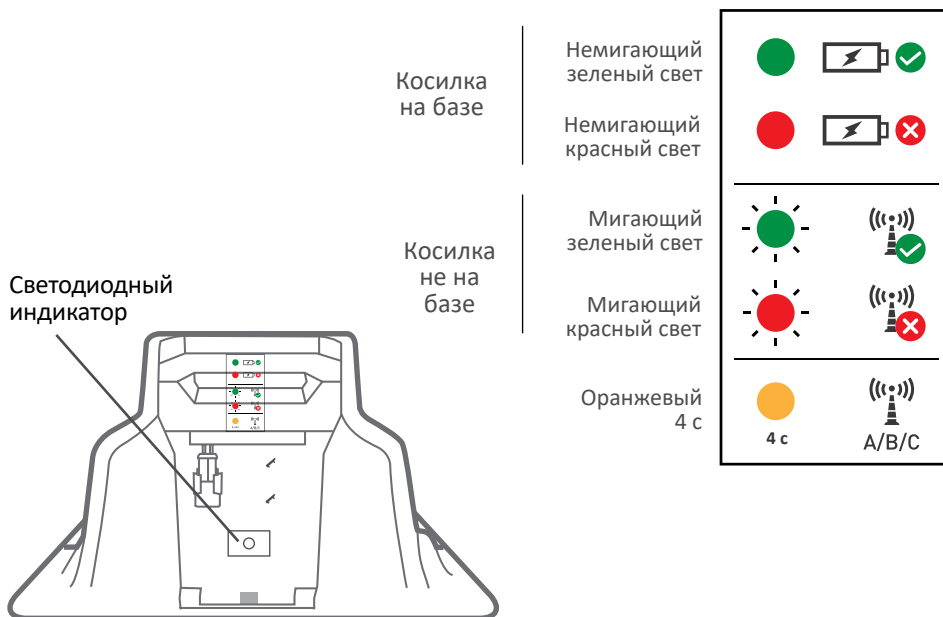 Косилка
на базе
Немигающий
зеленый свет
Немигающий
красный свет
Косилка
не на
базе
Мигающий
зеленый свет
Мигающий
красный свет
Оранжевый
4 с
4 с
A/B/C
Светодиодный
индикатор